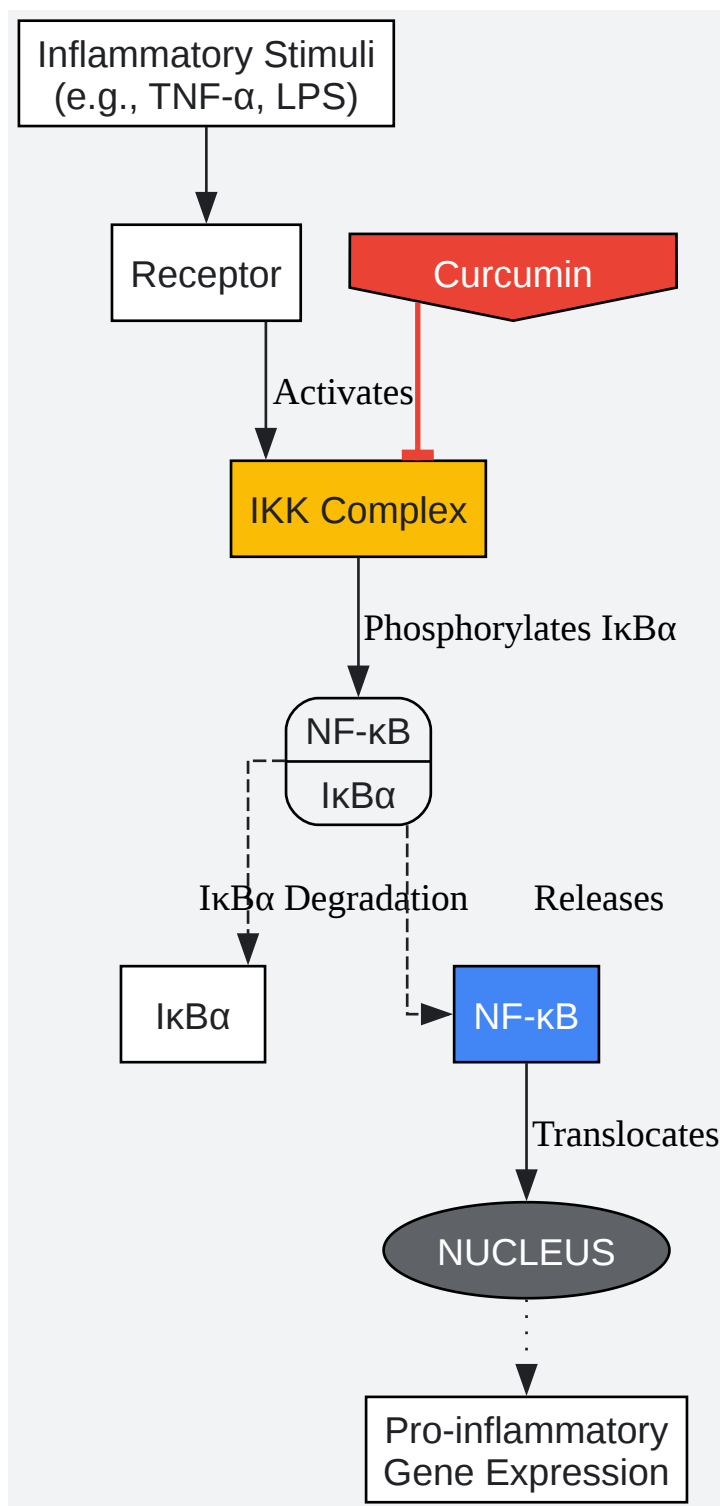 Inflammatory Stimuli
(e.g., TNF-α, LPS)
Receptor
Curcumin
Activates
IKK Complex
Phosphorylates IκBα
NF-κB
IκBα
IκBα Degradation
Releases
IκBα
NF-κB
Translocates
NUCLEUS
Pro-inflammatory
Gene Expression